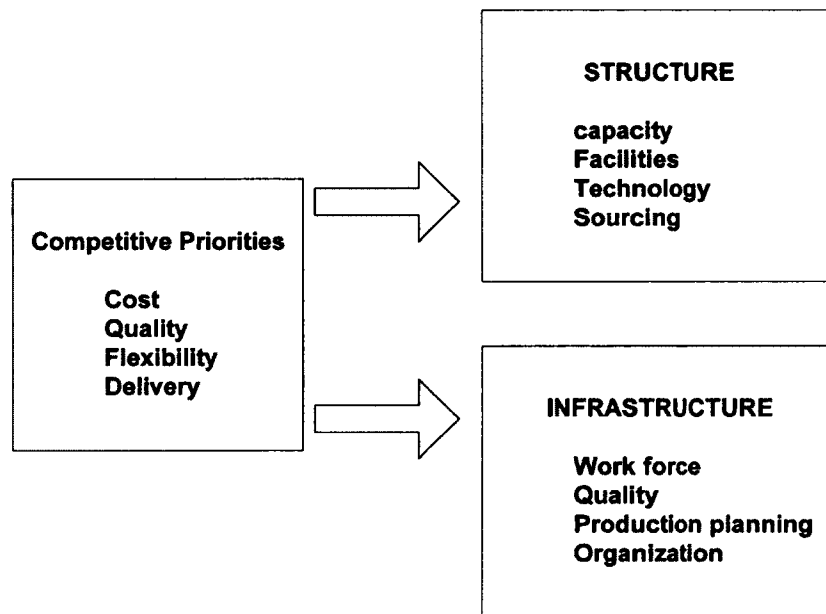 Competitive Priorities
Cost
Quality
Flexibility
Delivery
STRUCTURE
capacity
Facilities
Technology
Sourcing
INFRASTRUCTURE
Work force
Quality
Production planning
Organization